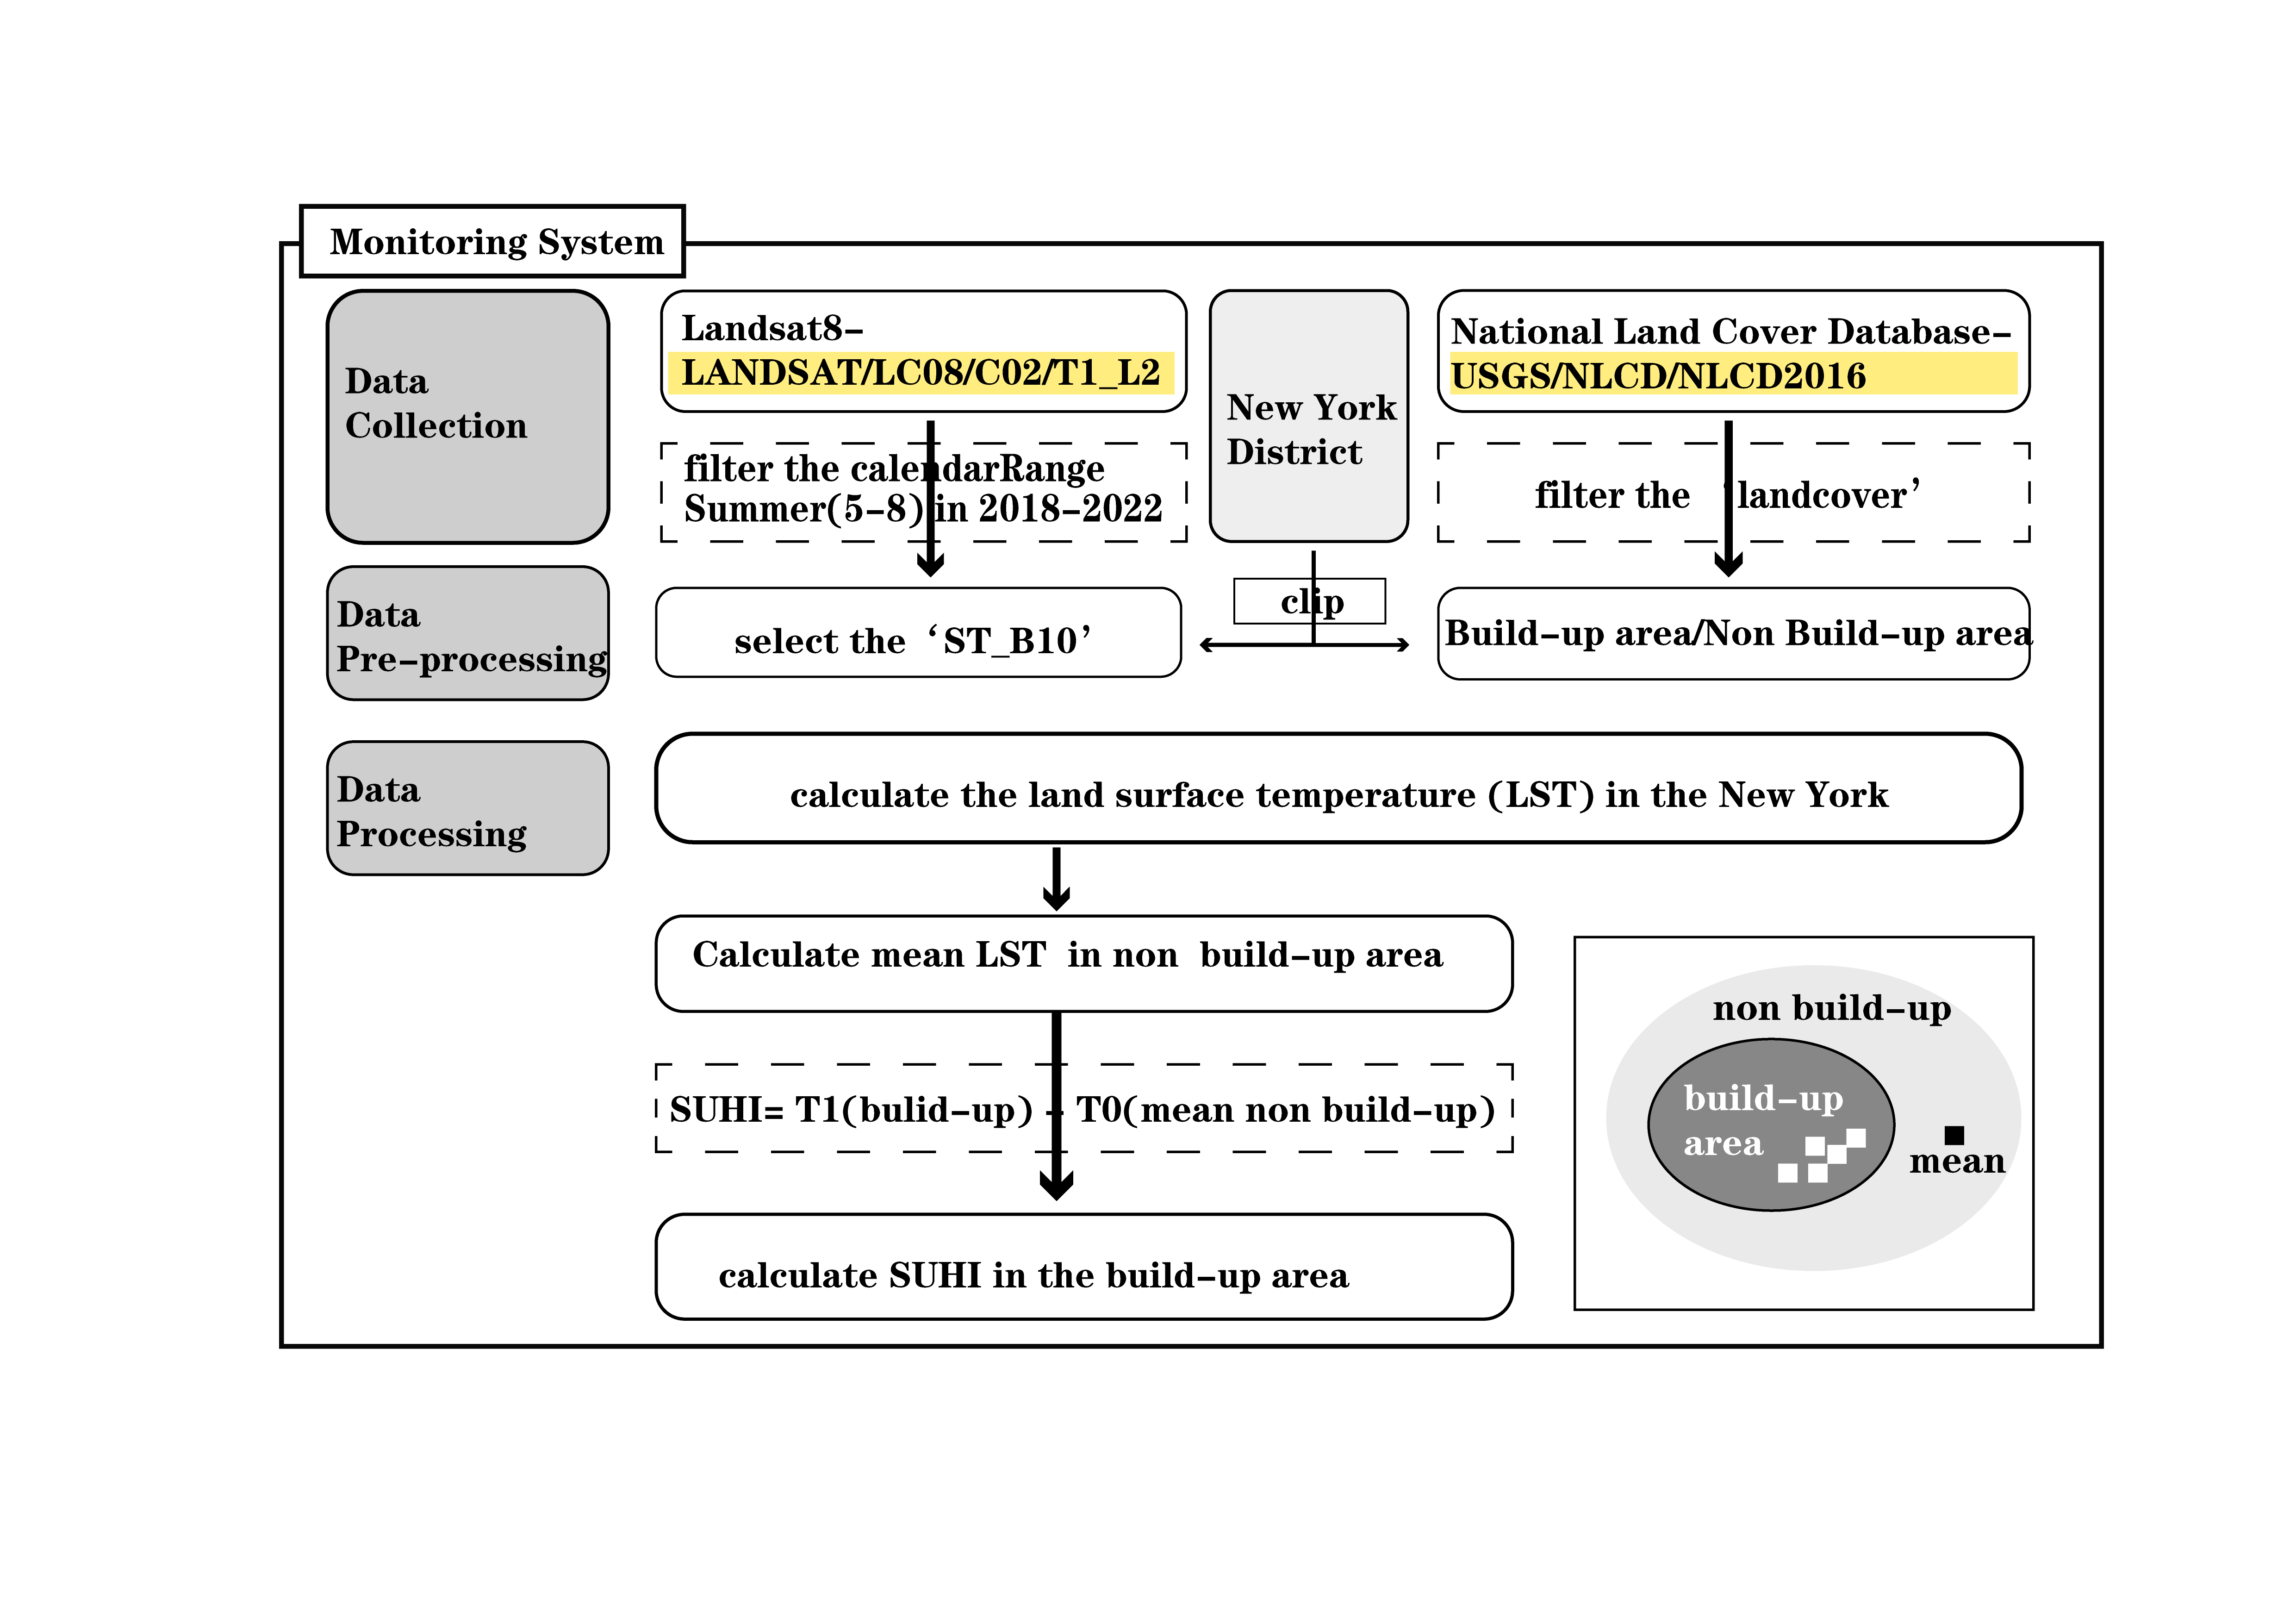 Monitoring System
Data
Collection
Landsat8-
LANDSAT/LC08/C02/T1_L2
New York
District
National Land Cover Database-
USGS/NLCD/NLCD2016
filter the calendarRange
Summer(5-8) in 2018-2022
filter the ‘landcover’
Data
Pre-processing
select the ‘ST_B10’
clip
Build-up area/Non Build-up area
Data
Processing
calculate the land surface temperature (LST) in the New York
Calculate mean LST in non build-up area
SUHI= T1(bulid-up) - T0(mean non build-up)
calculate SUHI in the build-up area
non build-up
build-up
area
mean